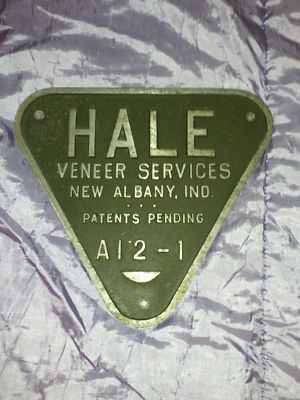 HALE
VENEER SERVICES
NEW ALBANY, IND.
...
PATENTS PENDING
A12-1